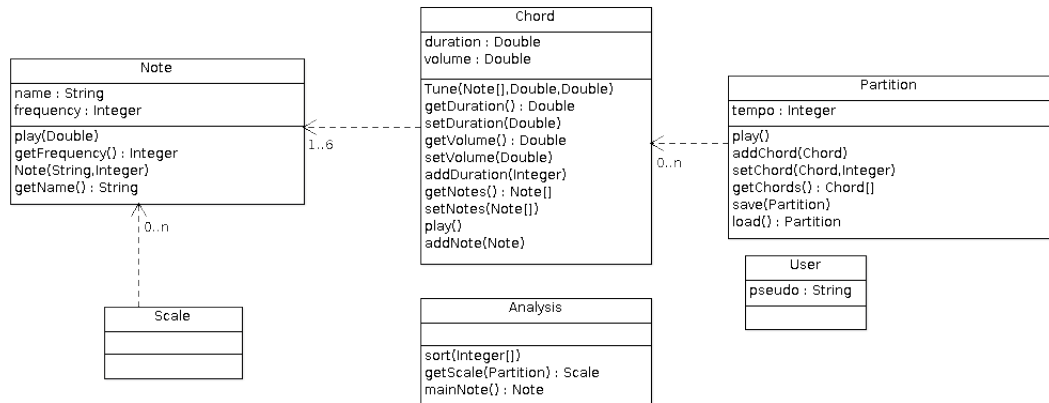 Note
name : String
frequency : Integer
play(Double)
getFrequency() : Integer
Note(String,Integer)
getName() : String
1..6
0..n
Scale
Chord
duration : Double
volume : Double
Tune(Note[],Double,Double)
getDuration() : Double
setDuration(Double)
getVolume() : Double
setVolume(Double)
addDuration(Integer)
getNotes() : Note[]
setNotes(Note[])
play()
addNote(Note)
0..n
Analysis
sort(Integer[])
getScale(Partition) : Scale
mainNote() : Note
Partition
tempo : Integer
play()
addChord(Chord)
setChord(Chord,Integer)
getChords() : Chord[]
save(Partition)
load() : Partition
User
pseudo : String